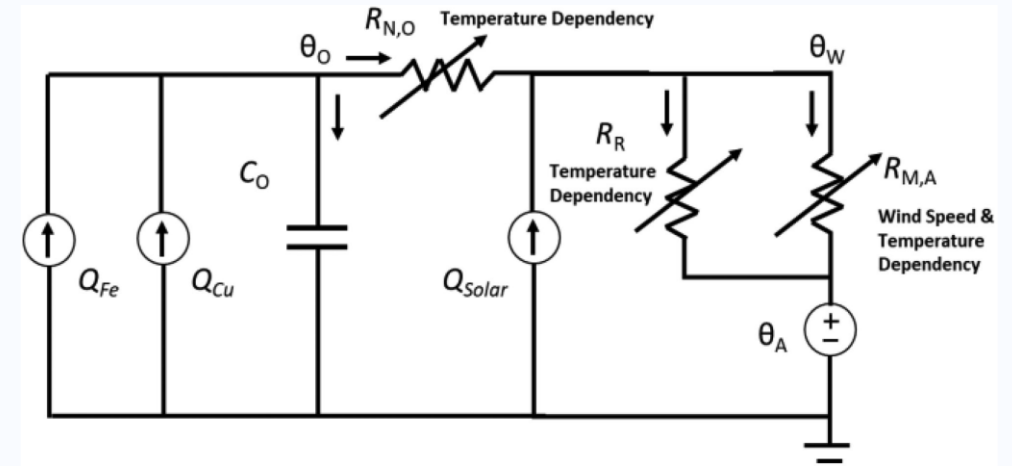 R_N,O Temperature Dependency
θ_O
θ_W
R_R
Temperature
Dependency
C_O
R_M,A
Wind Speed &
Temperature
Dependency
Q_Fe
Q_Cu
Q_Solar
θ_A
+
−